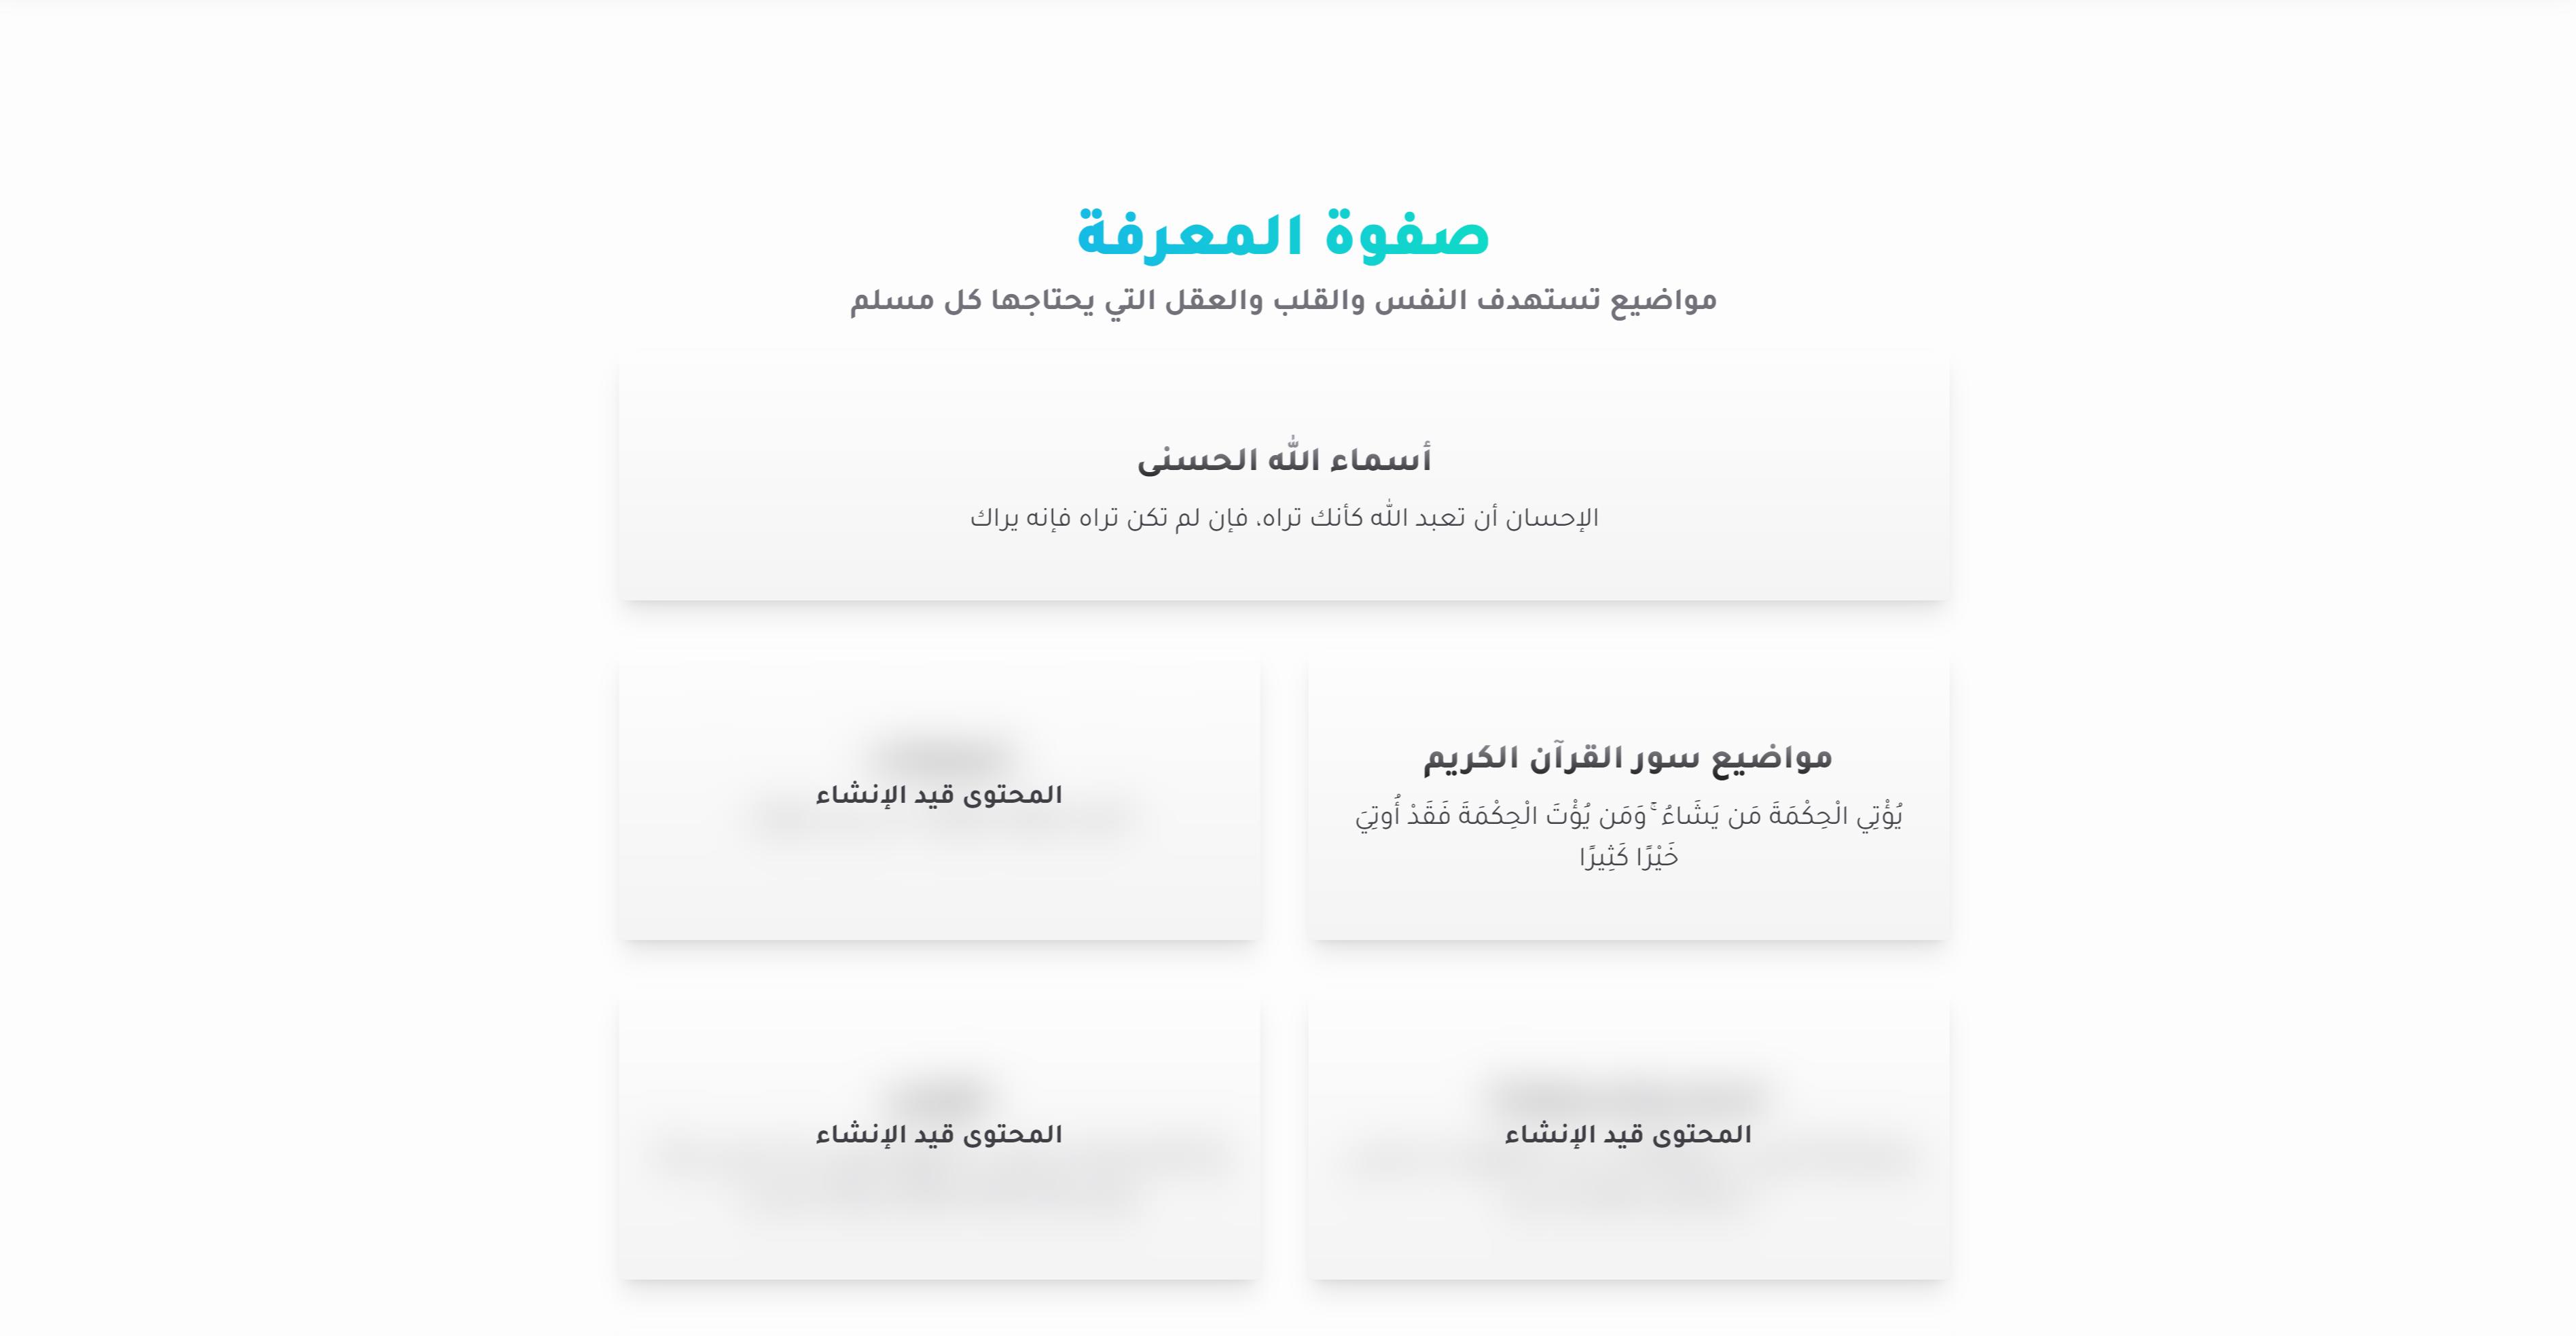 صفوة المعرفة
مواضيع تستهدف النفس والقلب والعقل التي يحتاجها كل مسلم
أسماء الله الحسنى
الإحسان أن تعبد الله كأنك تراه، فإن لم تكن تراه فإنه يراك
مواضيع سور القرآن الكريم
يُؤْتِي الْحِكْمَةَ مَن يَشَاءُ ۚ وَمَن يُؤْتَ الْحِكْمَةَ فَقَدْ أُوتِيَ
خَيْرًا كَثِيرًا
المحتوى قيد الإنشاء
المحتوى قيد الإنشاء
المحتوى قيد الإنشاء